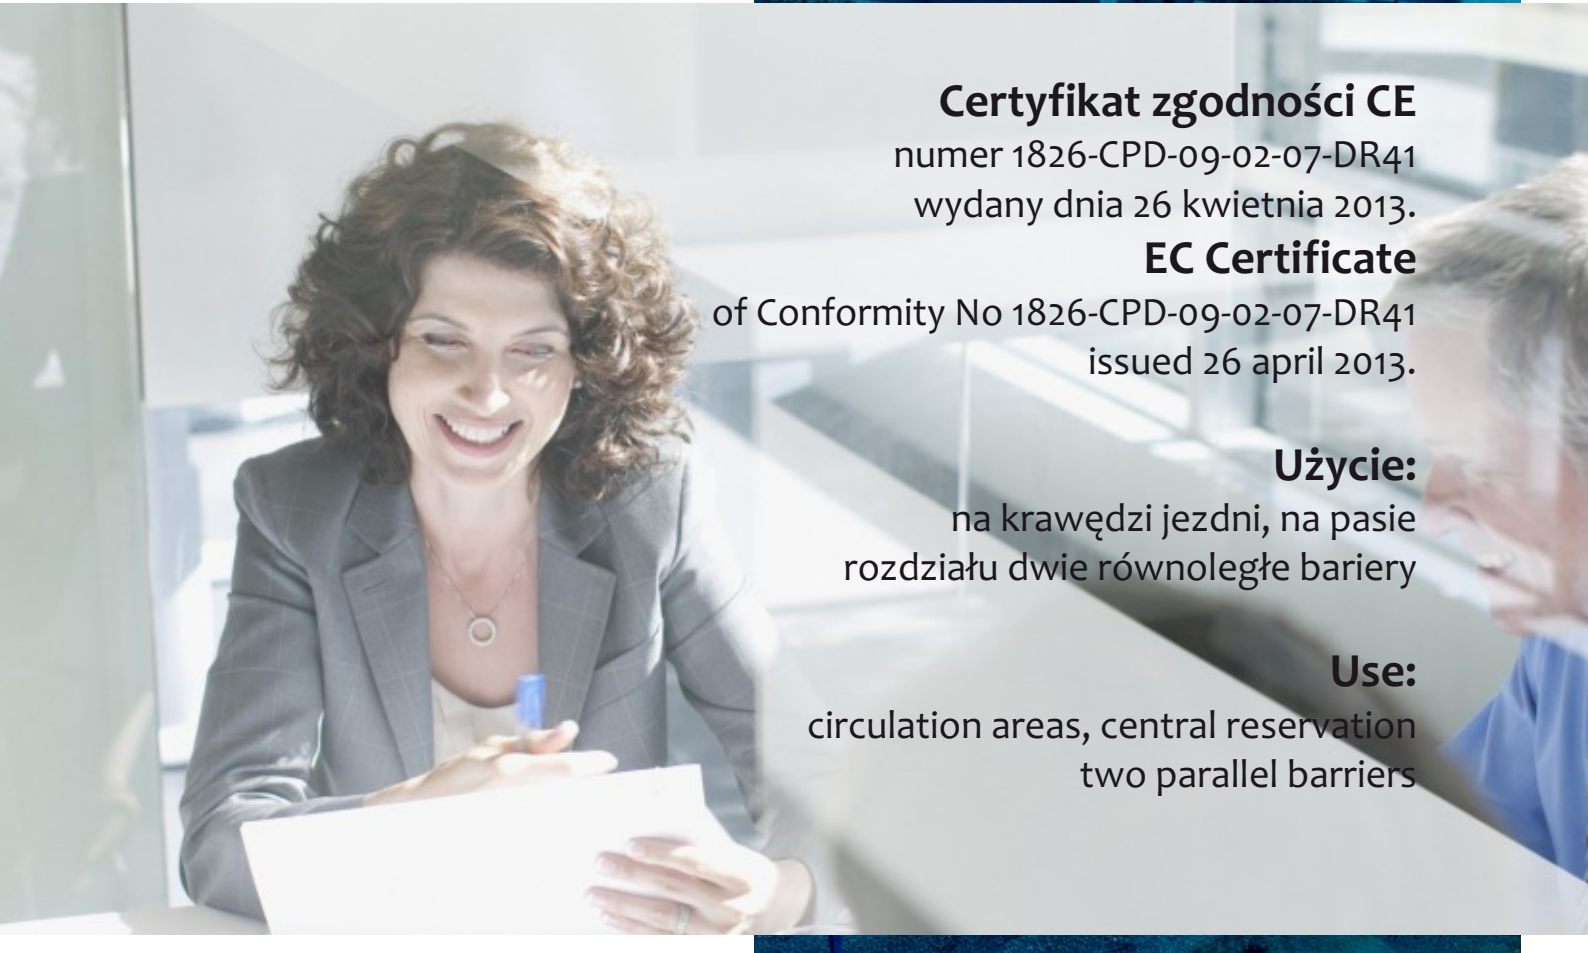 Certyfikat zgodności CE
numer 1826-CPD-09-02-07-DR41
wydany dnia 26 kwietnia 2013.
EC Certificate
of Conformity No 1826-CPD-09-02-07-DR41
issued 26 april 2013.
Użycie:
na krawędzi jezdni, na pasie
rozdziału dwie równoległe bariery
Use:
circulation areas, central reservation
two parallel barriers